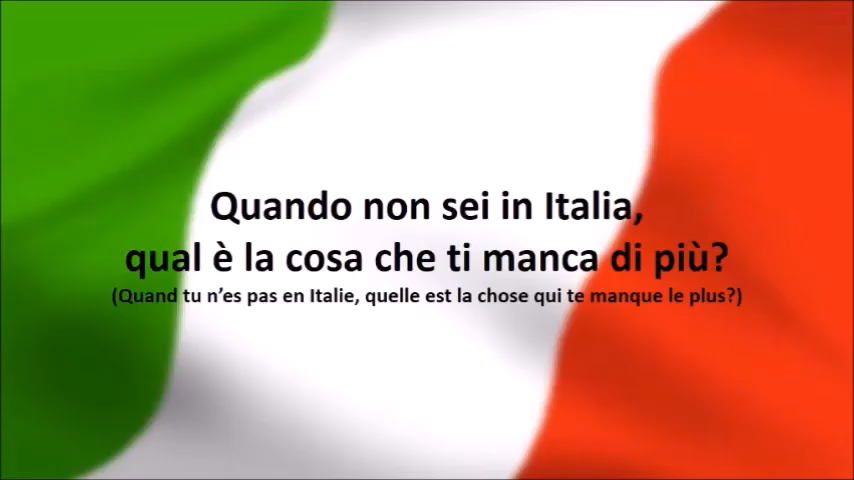 Quando non sei in Italia,
qual è la cosa che ti manca di più?
(Quand tu n’es pas en Italie, quelle est la chose qui te manque le plus?)